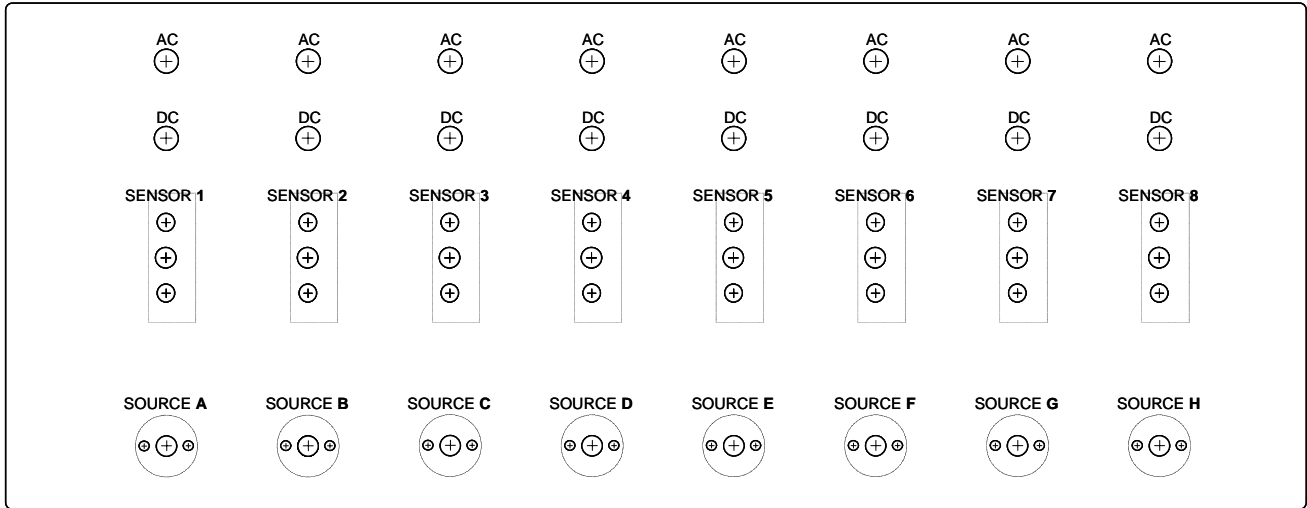 AC AC AC AC AC AC AC AC
DC DC DC DC DC DC DC DC
SENSOR 1 SENSOR 2 SENSOR 3 SENSOR 4 SENSOR 5 SENSOR 6 SENSOR 7 SENSOR 8
SOURCE A SOURCE B SOURCE C SOURCE D SOURCE E SOURCE F SOURCE G SOURCE H